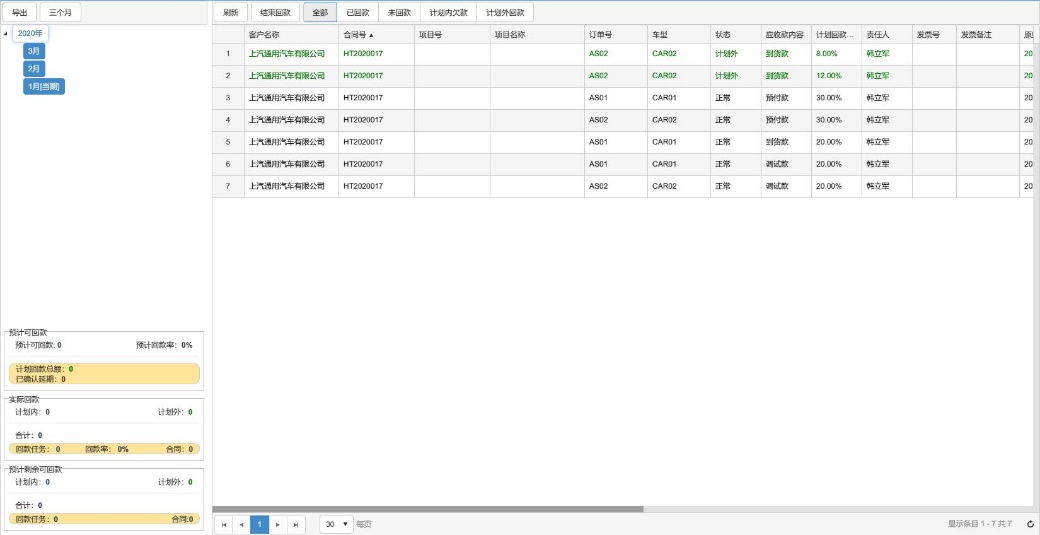 导出 三个月
2020年
3月
2月
1月[当期]
预计可回款
预计可回款: 0 预计回款率: 0%
计划回款总额: 0
已确认延期: 0
实际回款
计划内: 0 计划外: 0
合计: 0
回款任务: 0 回款率: 0% 合同: 0
预计剩余可回款
计划内: 0 计划外: 0
合计: 0
回款任务: 0 合同:0
刷新 结束回款 全部 已回款 未回款 计划内欠款 计划外回款
客户名称 合同号 ▲ 项目号 项目名称 订单号 车型 状态 应收款内容 计划回款... 责任人 发票号 发票备注
1 上汽通用汽车有限公司 HT2020017 AS02 CAR02 计划外 到货款 8.00% 韩立军 20
2 上汽通用汽车有限公司 HT2020017 AS02 CAR02 计划外 到货款 12.00% 韩立军 20
3 上汽通用汽车有限公司 HT2020017 AS01 CAR01 正常 预付款 30.00% 韩立军 20
4 上汽通用汽车有限公司 HT2020017 AS02 CAR02 正常 预付款 30.00% 韩立军 20
5 上汽通用汽车有限公司 HT2020017 AS01 CAR01 正常 到货款 20.00% 韩立军 20
6 上汽通用汽车有限公司 HT2020017 AS01 CAR01 正常 调试款 20.00% 韩立军 20
7 上汽通用汽车有限公司 HT2020017 AS02 CAR02 正常 调试款 20.00% 韩立军 20
1 30 每页 显示条目 1 - 7 共 7